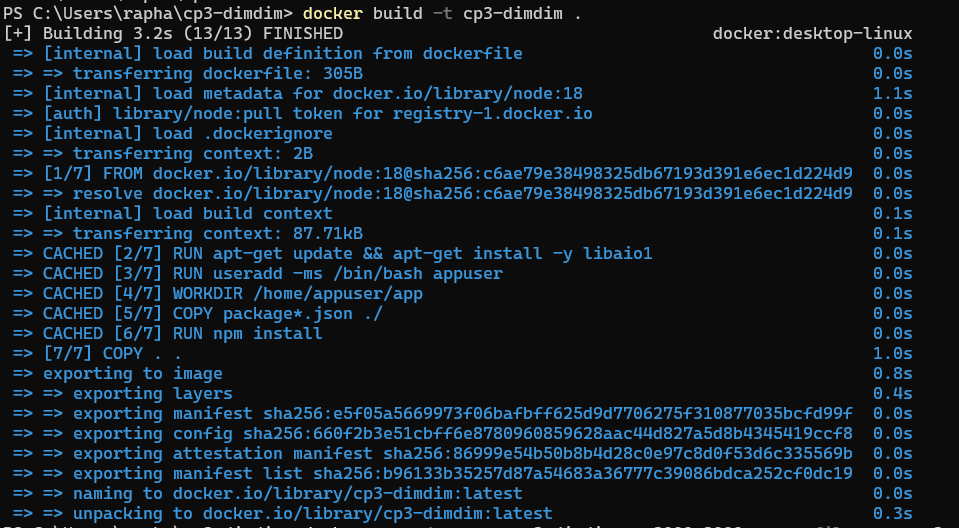 PS C:\Users\rapha\cp3-dimdim> docker build -t cp3-dimdim .
[+] Building 3.2s (13/13) FINISHED docker:desktop-linux
=> [internal] load build definition from dockerfile 0.0s
=> => transferring dockerfile: 305B 0.0s
=> [internal] load metadata for docker.io/library/node:18 1.1s
=> [auth] library/node:pull token for registry-1.docker.io 0.0s
=> [internal] load .dockerignore 0.0s
=> => transferring context: 2B 0.0s
=> [1/7] FROM docker.io/library/node:18@sha256:c6ae79e38498325db67193d391e6ec1d224d9 0.0s
=> => resolve docker.io/library/node:18@sha256:c6ae79e38498325db67193d391e6ec1d224d9 0.0s
=> [internal] load build context 0.1s
=> => transferring context: 87.71kB 0.1s
=> CACHED [2/7] RUN apt-get update && apt-get install -y libaio1 0.0s
=> CACHED [3/7] RUN useradd -ms /bin/bash appuser 0.0s
=> CACHED [4/7] WORKDIR /home/appuser/app 0.0s
=> CACHED [5/7] COPY package*.json ./ 0.0s
=> CACHED [6/7] RUN npm install 0.0s
=> [7/7] COPY . . 1.0s
=> exporting to image 0.8s
=> => exporting layers 0.4s
=> => exporting manifest sha256:e5f05a5669973f06bafbff625d9d7706275f310877035bcfd99f 0.0s
=> => exporting config sha256:660f2b3e51cbff6e8780960859628aac44d827a5d8b4345419ccf8 0.0s
=> => exporting attestation manifest sha256:86999e54b50b8b4d28c0e97c8d0f53d6c335569b 0.0s
=> => exporting manifest list sha256:b96133b35257d87a54683a36777c39086bdca252cf0dc19 0.0s
=> => naming to docker.io/library/cp3-dimdim:latest 0.0s
=> => unpacking to docker.io/library/cp3-dimdim:latest 0.3s